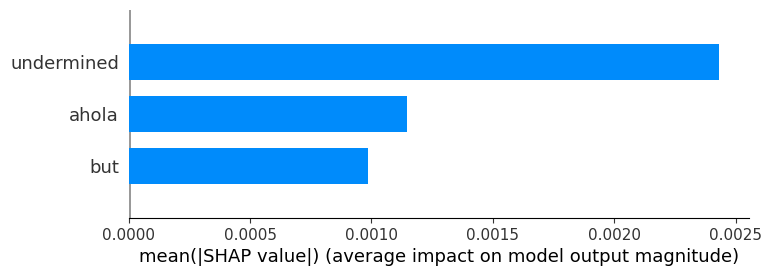 undermined
ahola
but
0.0000 0.0005 0.0010 0.0015 0.0020 0.0025
mean(|SHAP value|) (average impact on model output magnitude)